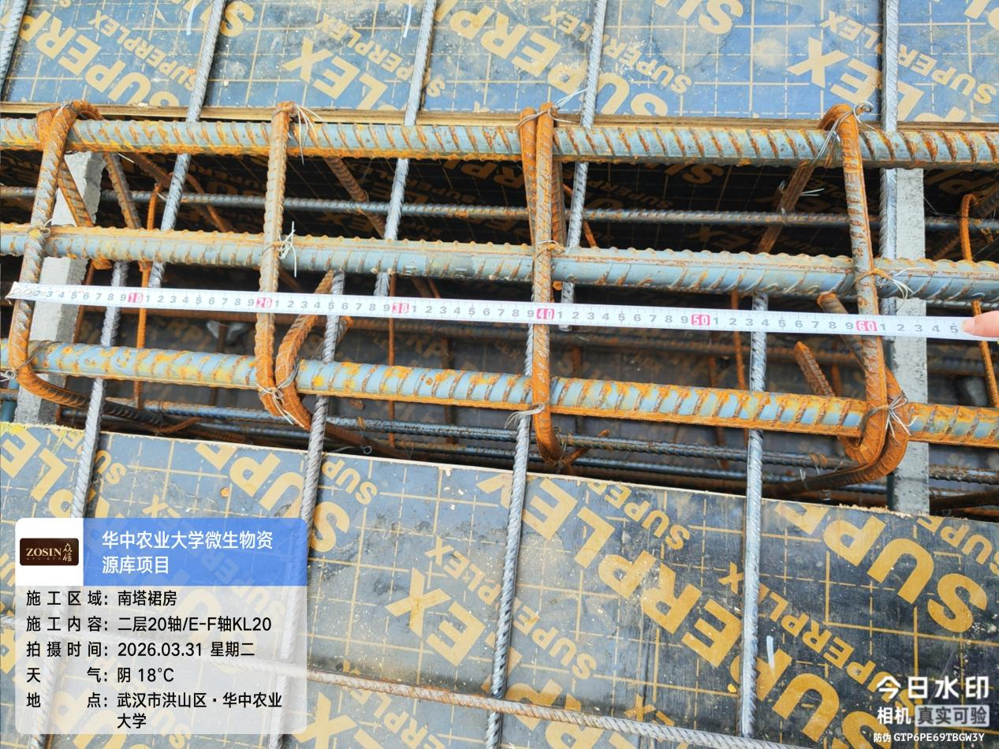 SUPERPLEX
SUPERPLEX
SUPERPLEX
2 3 4 5 6 7 8 9 10 1 2 3 4 5 6 7 8 9 20 1 2 3 4 5 6 7 8 9 30 1 2 3 4 5 6 7 8 9 40 1 2 3 4 5 6 7 8 9 50 1 2 3 4 5 6 7 8 9 60 1 2 3 4 5
SUPERPLEX
SUPERPLEX
SUPERPLEX
ZOSIN 众信
华中农业大学微生物资
源库项目
施工区域：南塔裙房
施工内容：二层20轴/E-F轴KL20
拍摄时间：2026.03.31 星期二
天气：阴 18℃
地点：武汉市洪山区·华中农业
大学
今日水印
相机 真实可验
防伪 GTP6PE69TBGW3Y